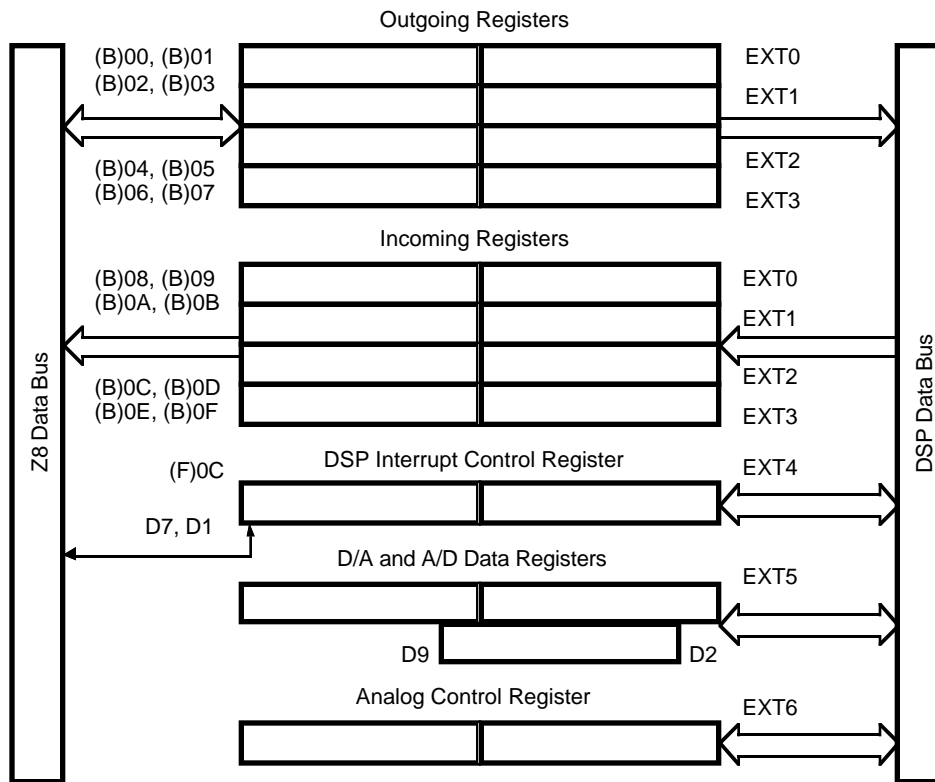 Outgoing Registers
(B)00, (B)01
EXT0
(B)02, (B)03
EXT1
(B)04, (B)05
EXT2
(B)06, (B)07
EXT3
Incoming Registers
(B)08, (B)09
EXT0
(B)0A, (B)0B
EXT1
(B)0C, (B)0D
EXT2
(B)0E, (B)0F
EXT3
Z8 Data Bus
DSP Data Bus
DSP Interrupt Control Register
(F)0C
EXT4
D7, D1
D/A and A/D Data Registers
EXT5
D9
D2
Analog Control Register
EXT6